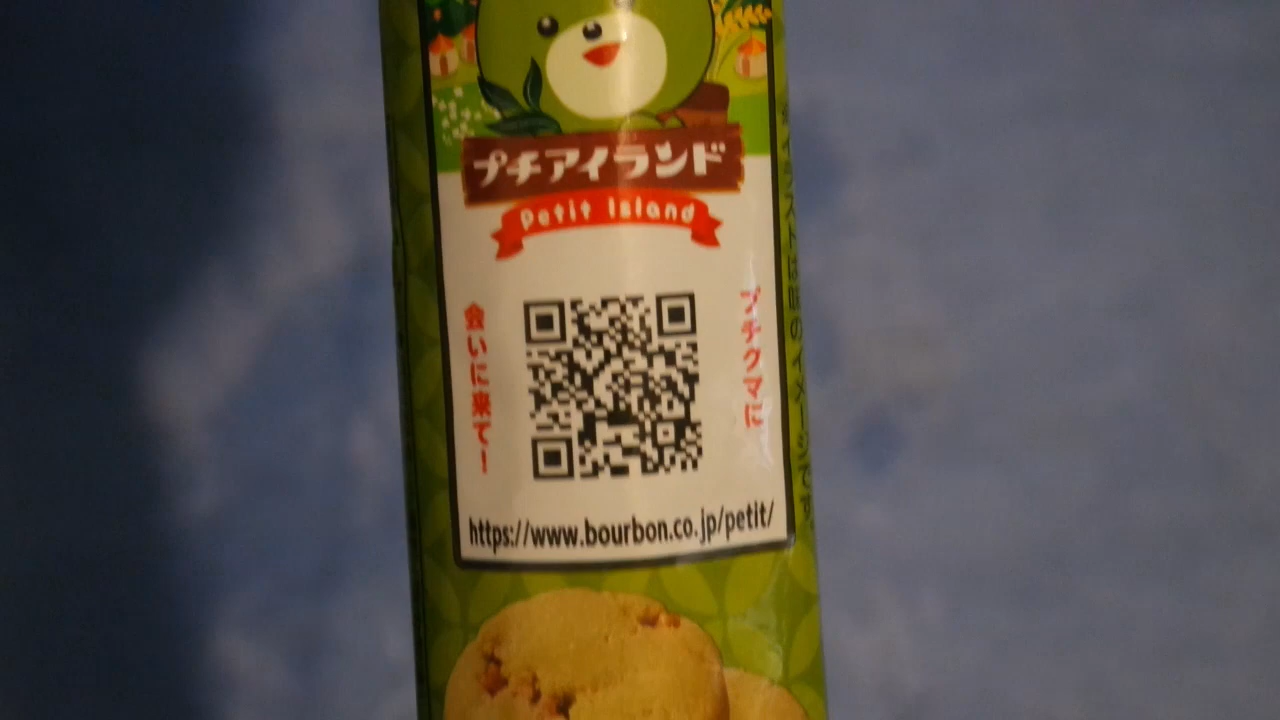 プチアイランド
Petit Island
プチクマに
会いに来てー
https://www.bourbon.co.jp/petit/